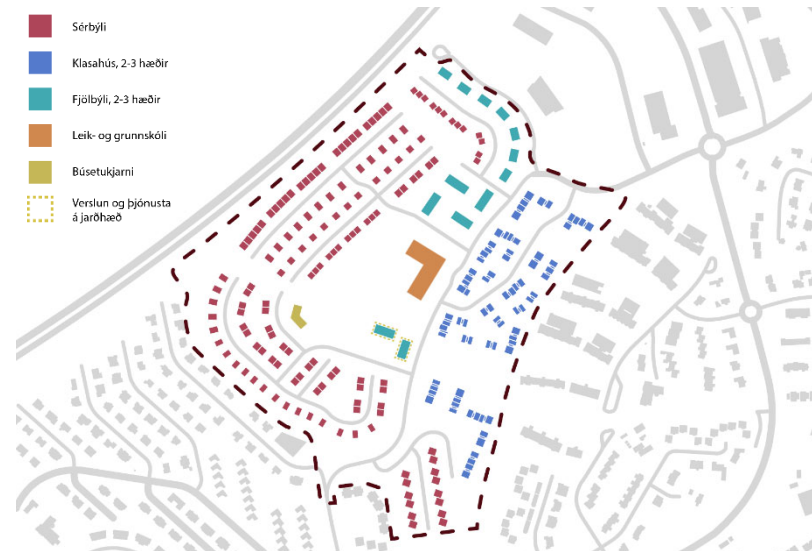 Sérbýli
Klasahús, 2-3 hæðir
Fjölbýli, 2-3 hæðir
Leik- og grunnskóli
Búsetukjarni
Verslun og þjónusta
á jarðhæð